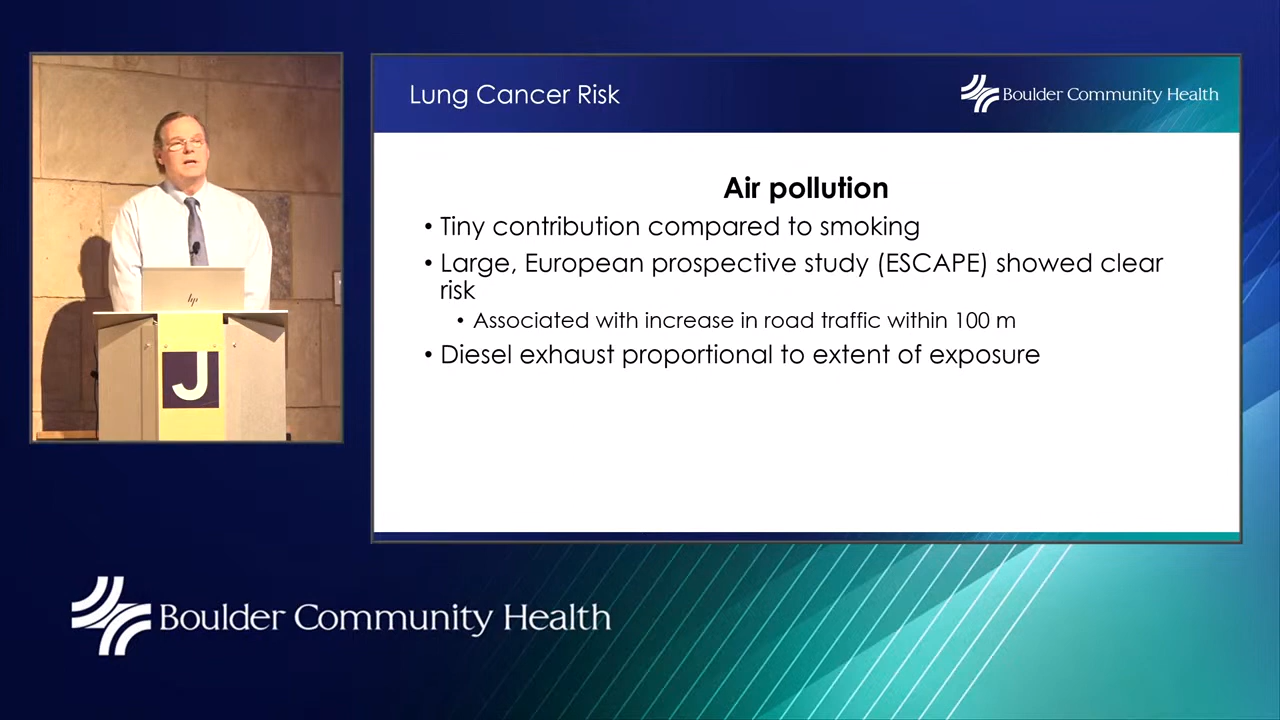 Lung Cancer Risk
Boulder Community Health
Air pollution
• Tiny contribution compared to smoking
• Large, European prospective study (ESCAPE) showed clear
risk
• Associated with increase in road traffic within 100 m
• Diesel exhaust proportional to extent of exposure
hp
J
Boulder Community Health